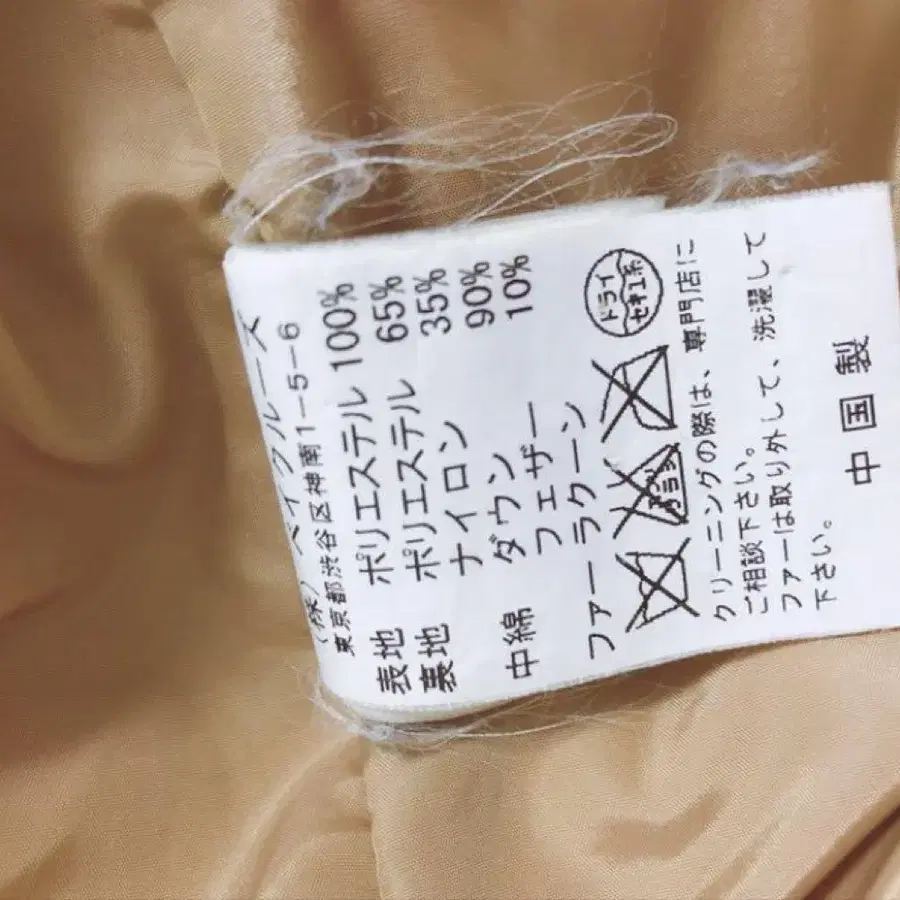 (株) ベイクルーズ
東京都渋谷区神南1-5-6
表地 ポリエステル 100%
裏地 ポリエステル 65%
ナイロン 35%
中綿 ダウン 90%
フェザー 10%
ファー ラクーン
ドライ
セキユ系
クリーニングの際は、専門店に
ご相談下さい。
ファーは取り外して、洗濯して
下さい。
中国製